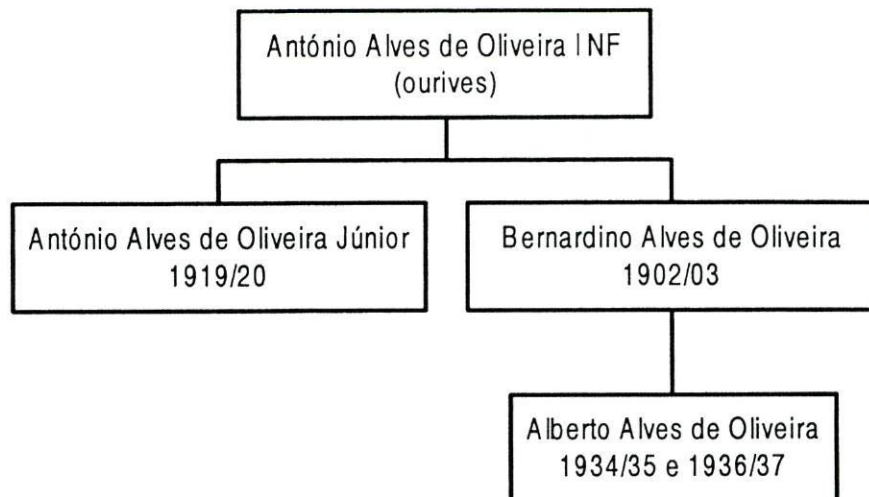 António Alves de Oliveira I NF
(ourives)
António Alves de Oliveira Júnior
1919/20
Bernardino Alves de Oliveira
1902/03
Alberto Alves de Oliveira
1934/35 e 1936/37